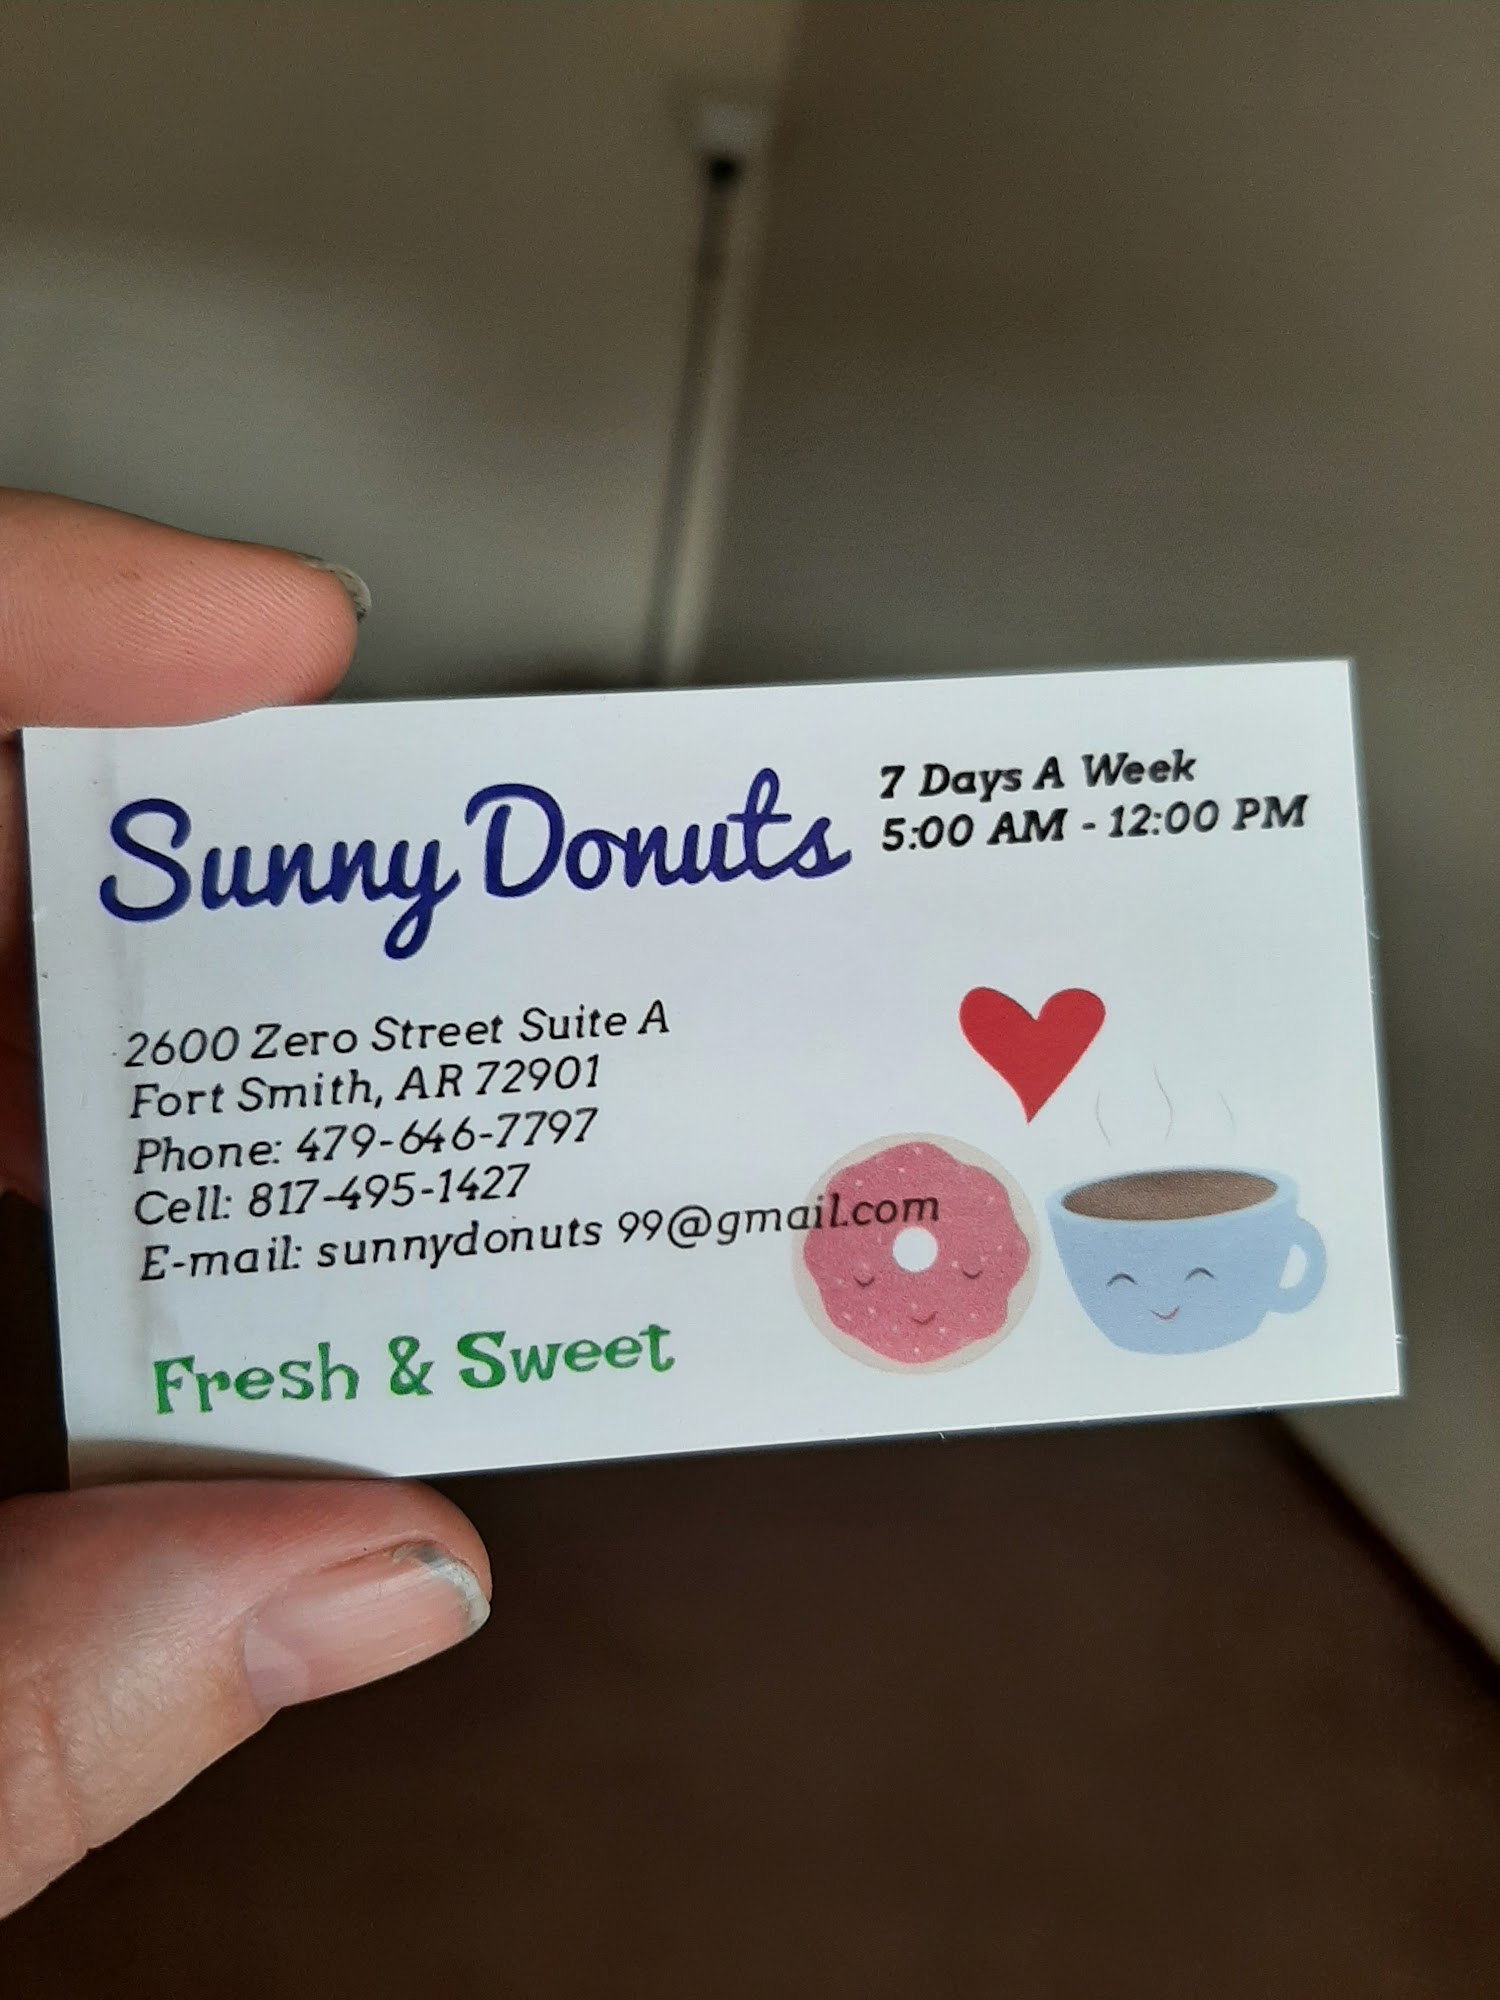 Sunny Donuts
7 Days A Week
5:00 AM - 12:00 PM
2600 Zero Street Suite A
Fort Smith, AR 72901
Phone: 479-646-7797
Cell: 817-495-1427
E-mail: sunnydonuts 99@gmail.com
Fresh & Sweet